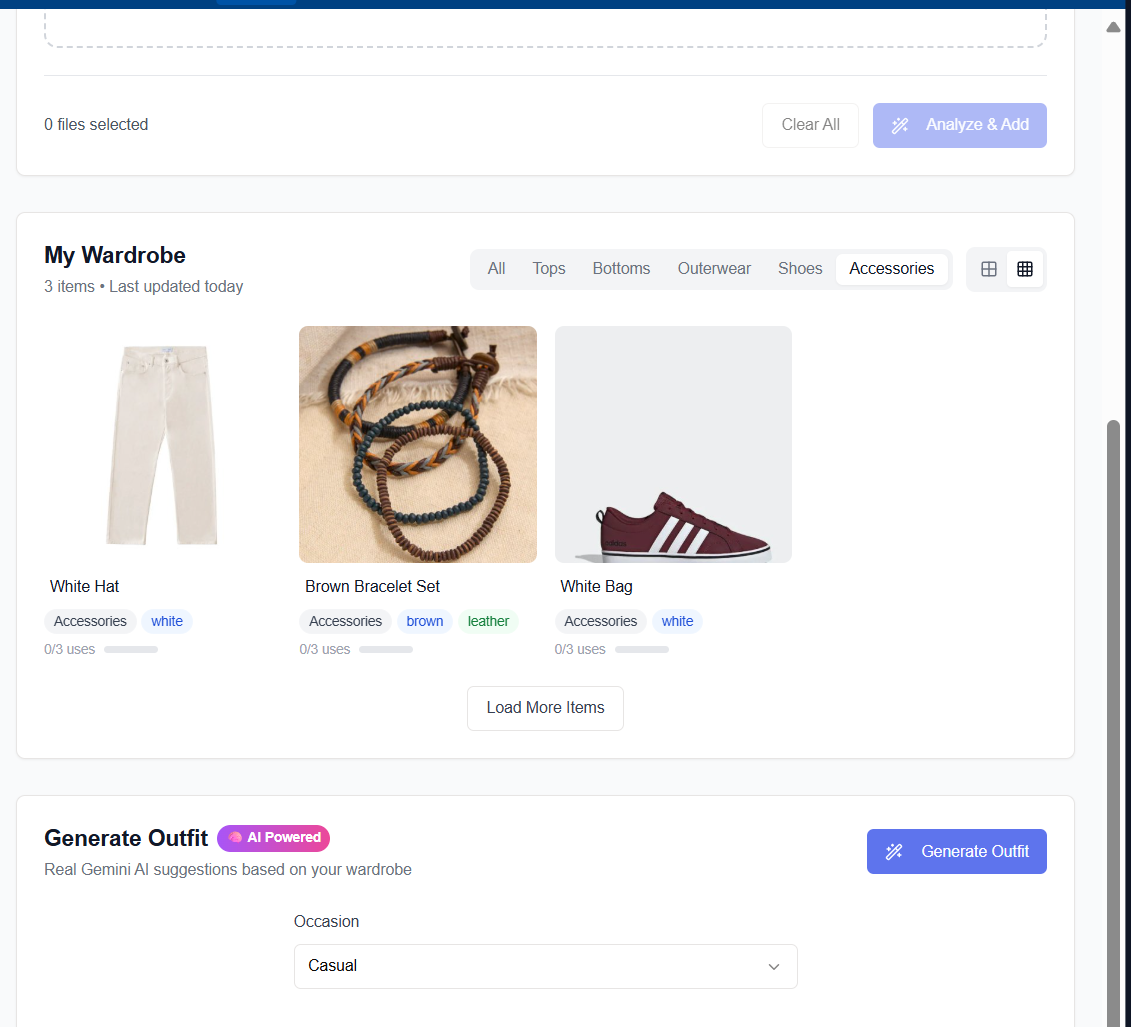 0 files selected
Clear All
Analyze & Add
My Wardrobe
3 items • Last updated today
All
Tops
Bottoms
Outerwear
Shoes
Accessories
White Hat
Accessories
white
0/3 uses
Brown Bracelet Set
Accessories
brown
leather
0/3 uses
White Bag
Accessories
white
0/3 uses
Load More Items
Generate Outfit
AI Powered
Real Gemini AI suggestions based on your wardrobe
Generate Outfit
Occasion
Casual